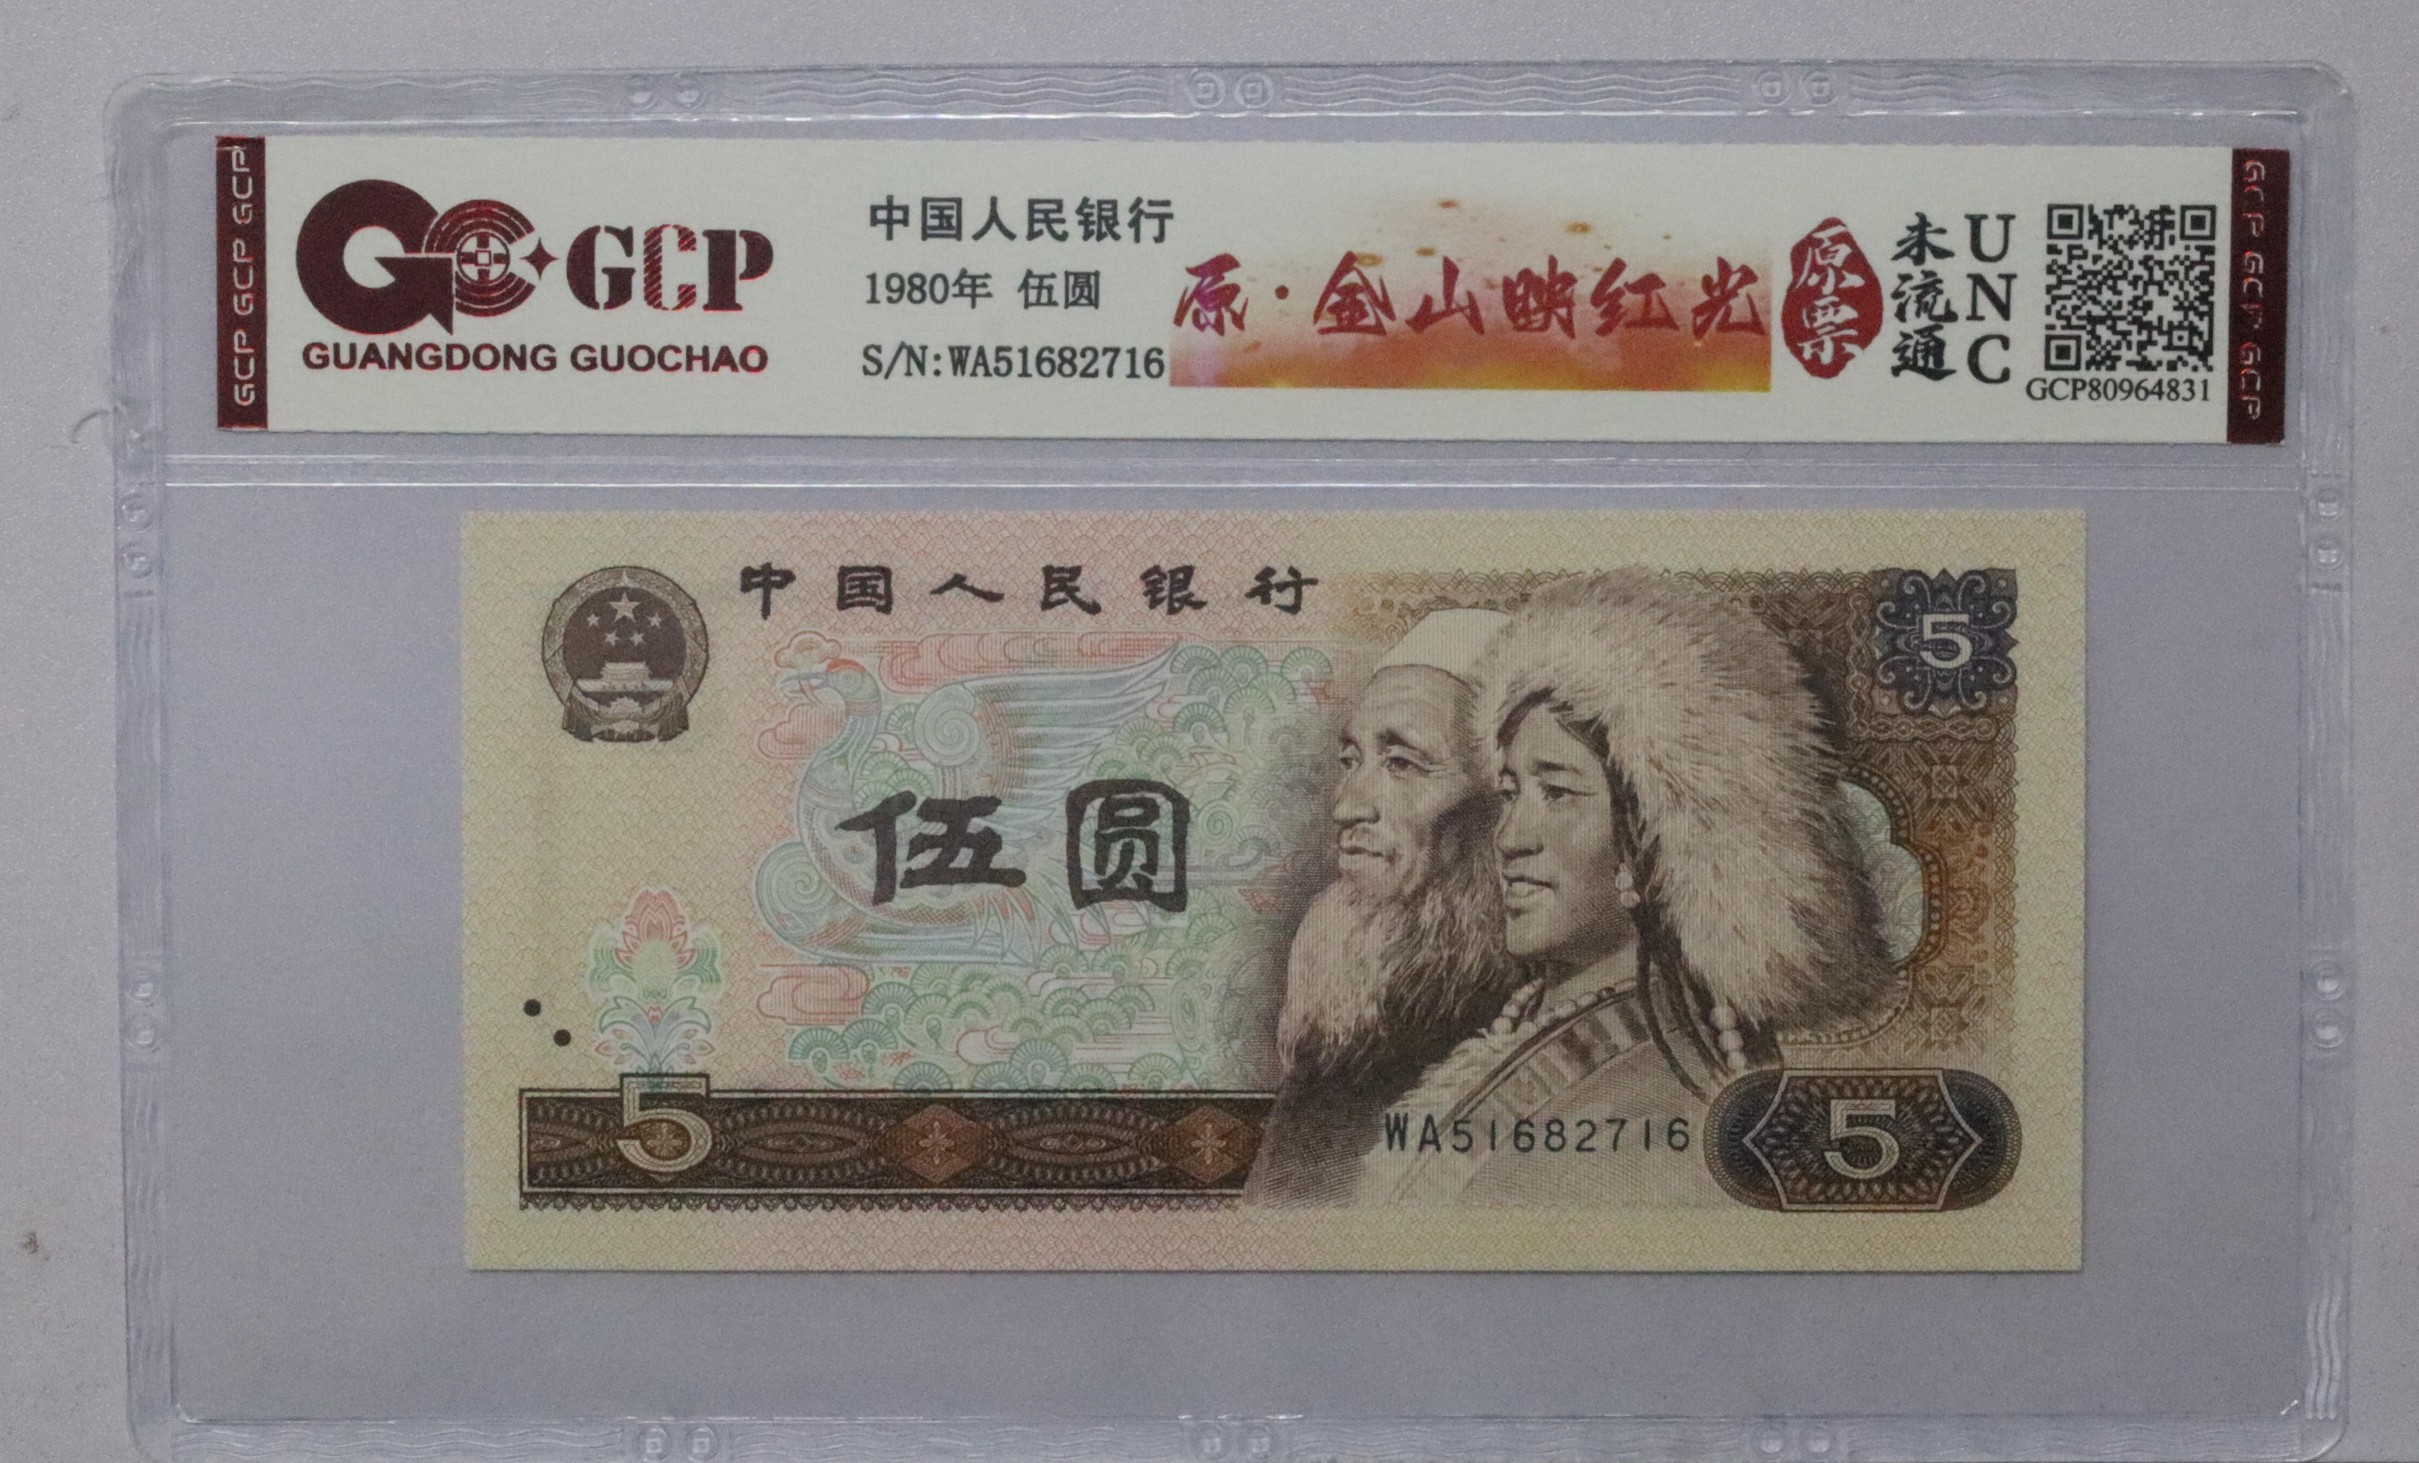 GCP GCP GCP
GCP
GUANGDONG GUOCHAO
中国人民银行
1980年 伍圆
S/N:WA51682716
原·金山映红光
原票
未流通
UNC
GCP80964831
GCP GCP GCP
中国人民银行
5
伍圆
5
WA51682716
5